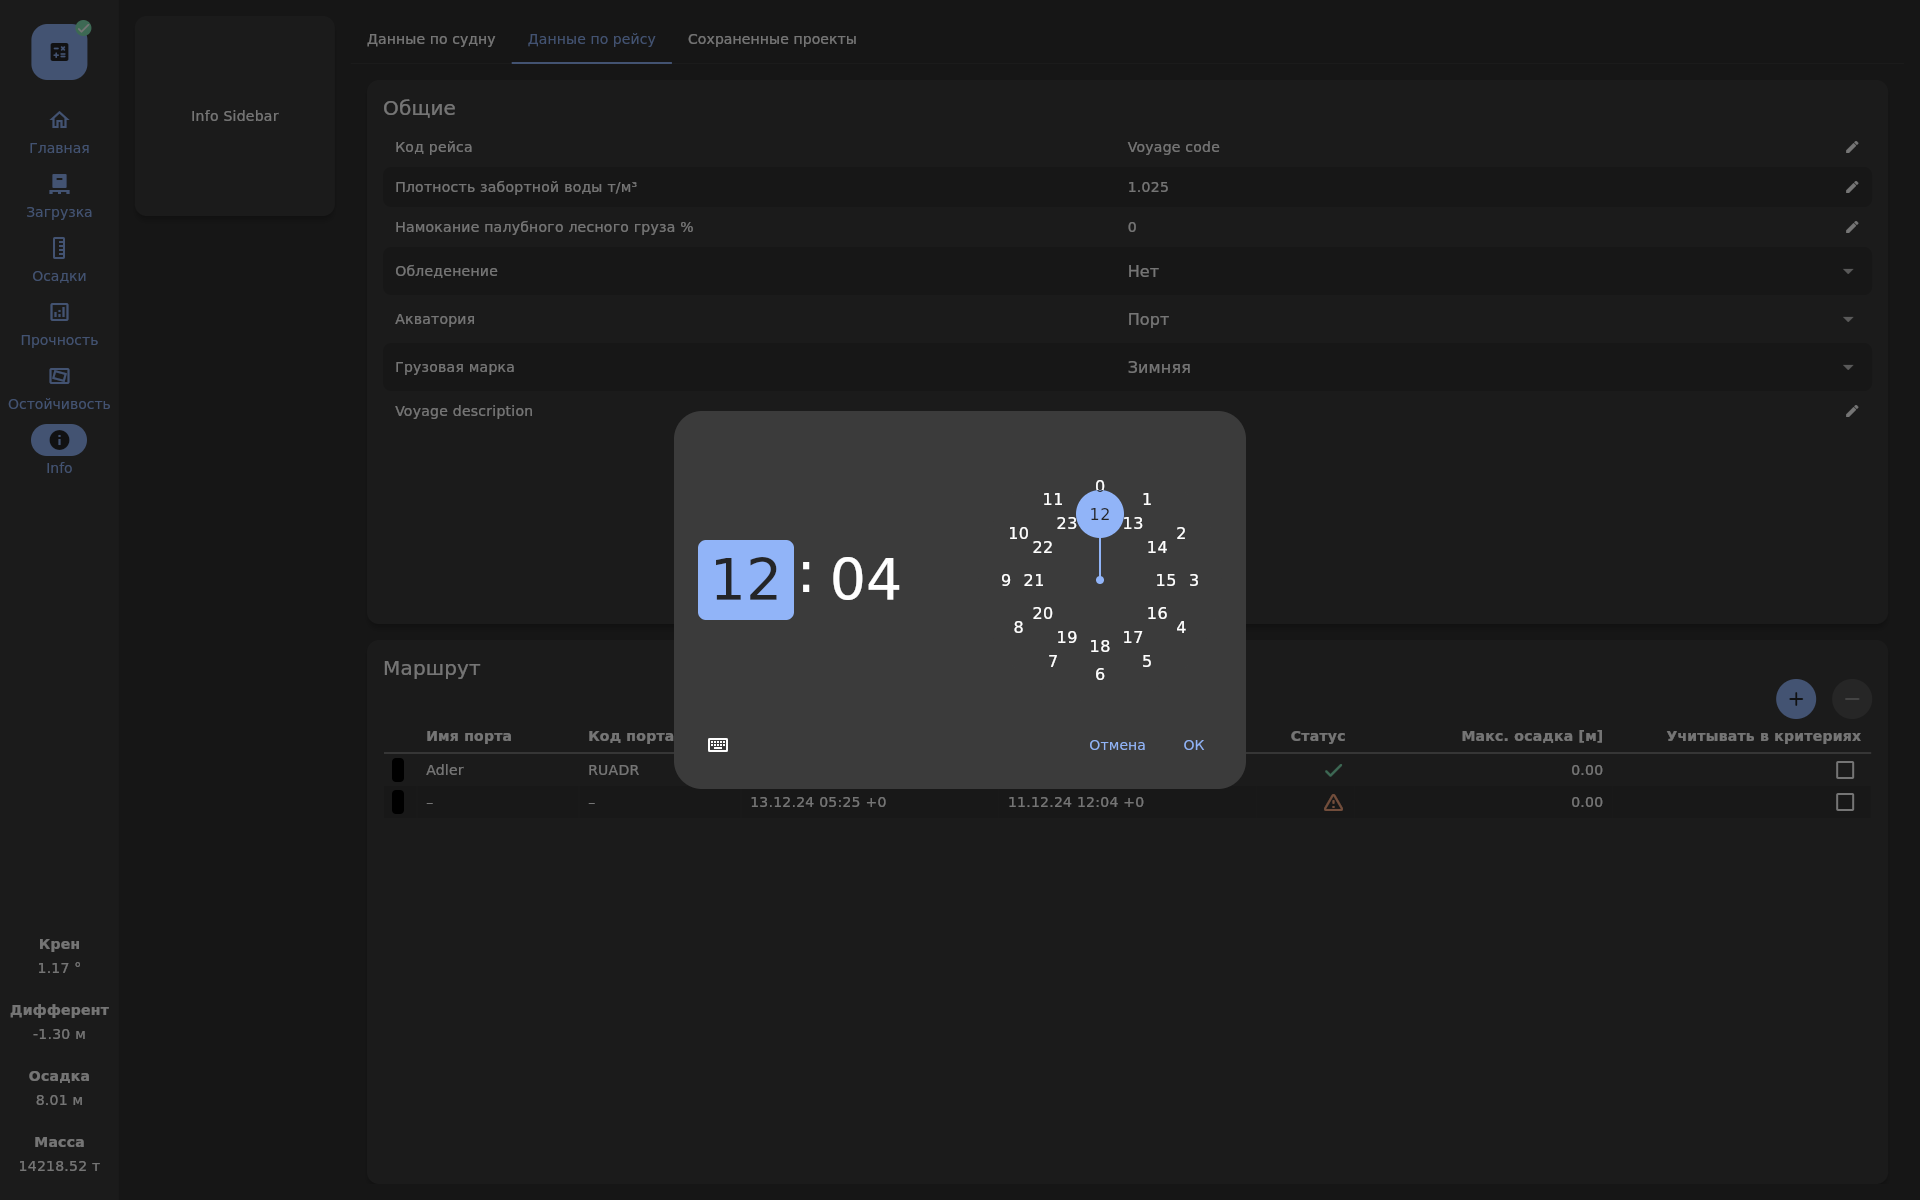 Главная
Загрузка
Осадки
Прочность
Остойчивость
Info
Крен
1.17 °
Дифферент
-1.30 м
Осадка
8.01 м
Масса
14218.52 т
Info Sidebar
Данные по судну Данные по рейсу Сохраненные проекты
Общие
Код рейса Voyage code
Плотность забортной воды т/м³ 1.025
Намокание палубного лесного груза % 0
Обледенение Нет
Акватория Порт
Грузовая марка Зимняя
Voyage description
12 : 04
0
11 1
12
23 13
10 2
22 14
9 21 15 3
20 16
8 4
19 17
18
7 5
6
Отмена ОК
Маршрут
Имя порта Код порта Статус Макс. осадка [м] Учитывать в критериях
Adler RUADR 0.00
– – 13.12.24 05:25 +0 11.12.24 12:04 +0 0.00